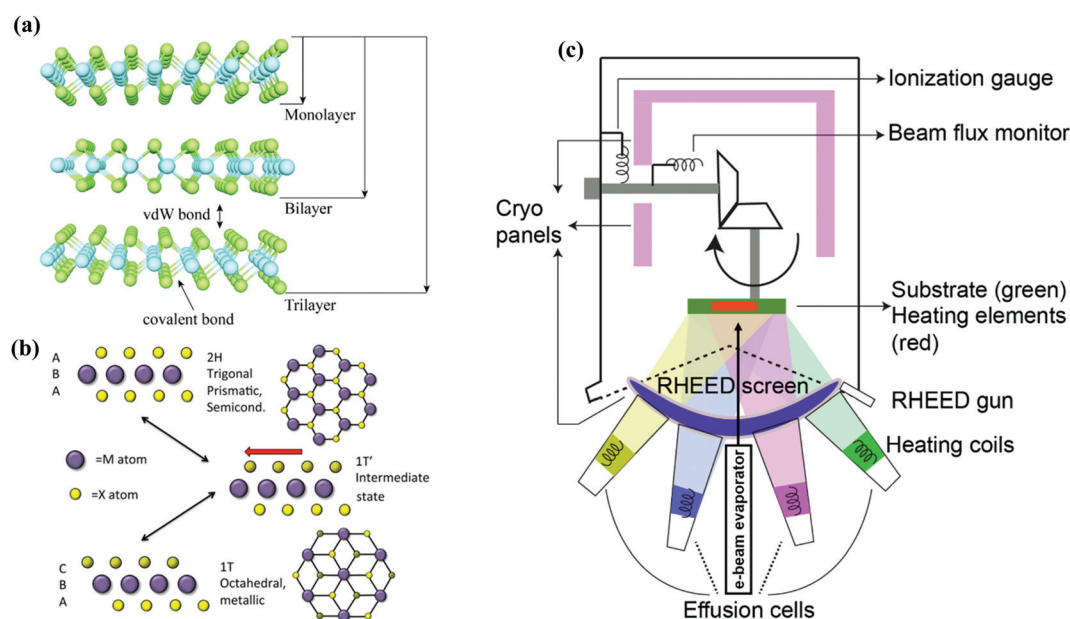 (a)
Monolayer
Bilayer
vdW bond
Trilayer
covalent bond
(b)
A
B
A
2H
Trigonal
Prismatic,
Semicond.
=M atom
=X atom
1T'
Intermediate
state
C
B
A
1T
Octahedral,
metallic
(c)
Ionization gauge
Beam flux monitor
Cryo
panels
Substrate (green)
Heating elements
(red)
RHEED screen
RHEED gun
Heating coils
e-beam evaporator
Effusion cells